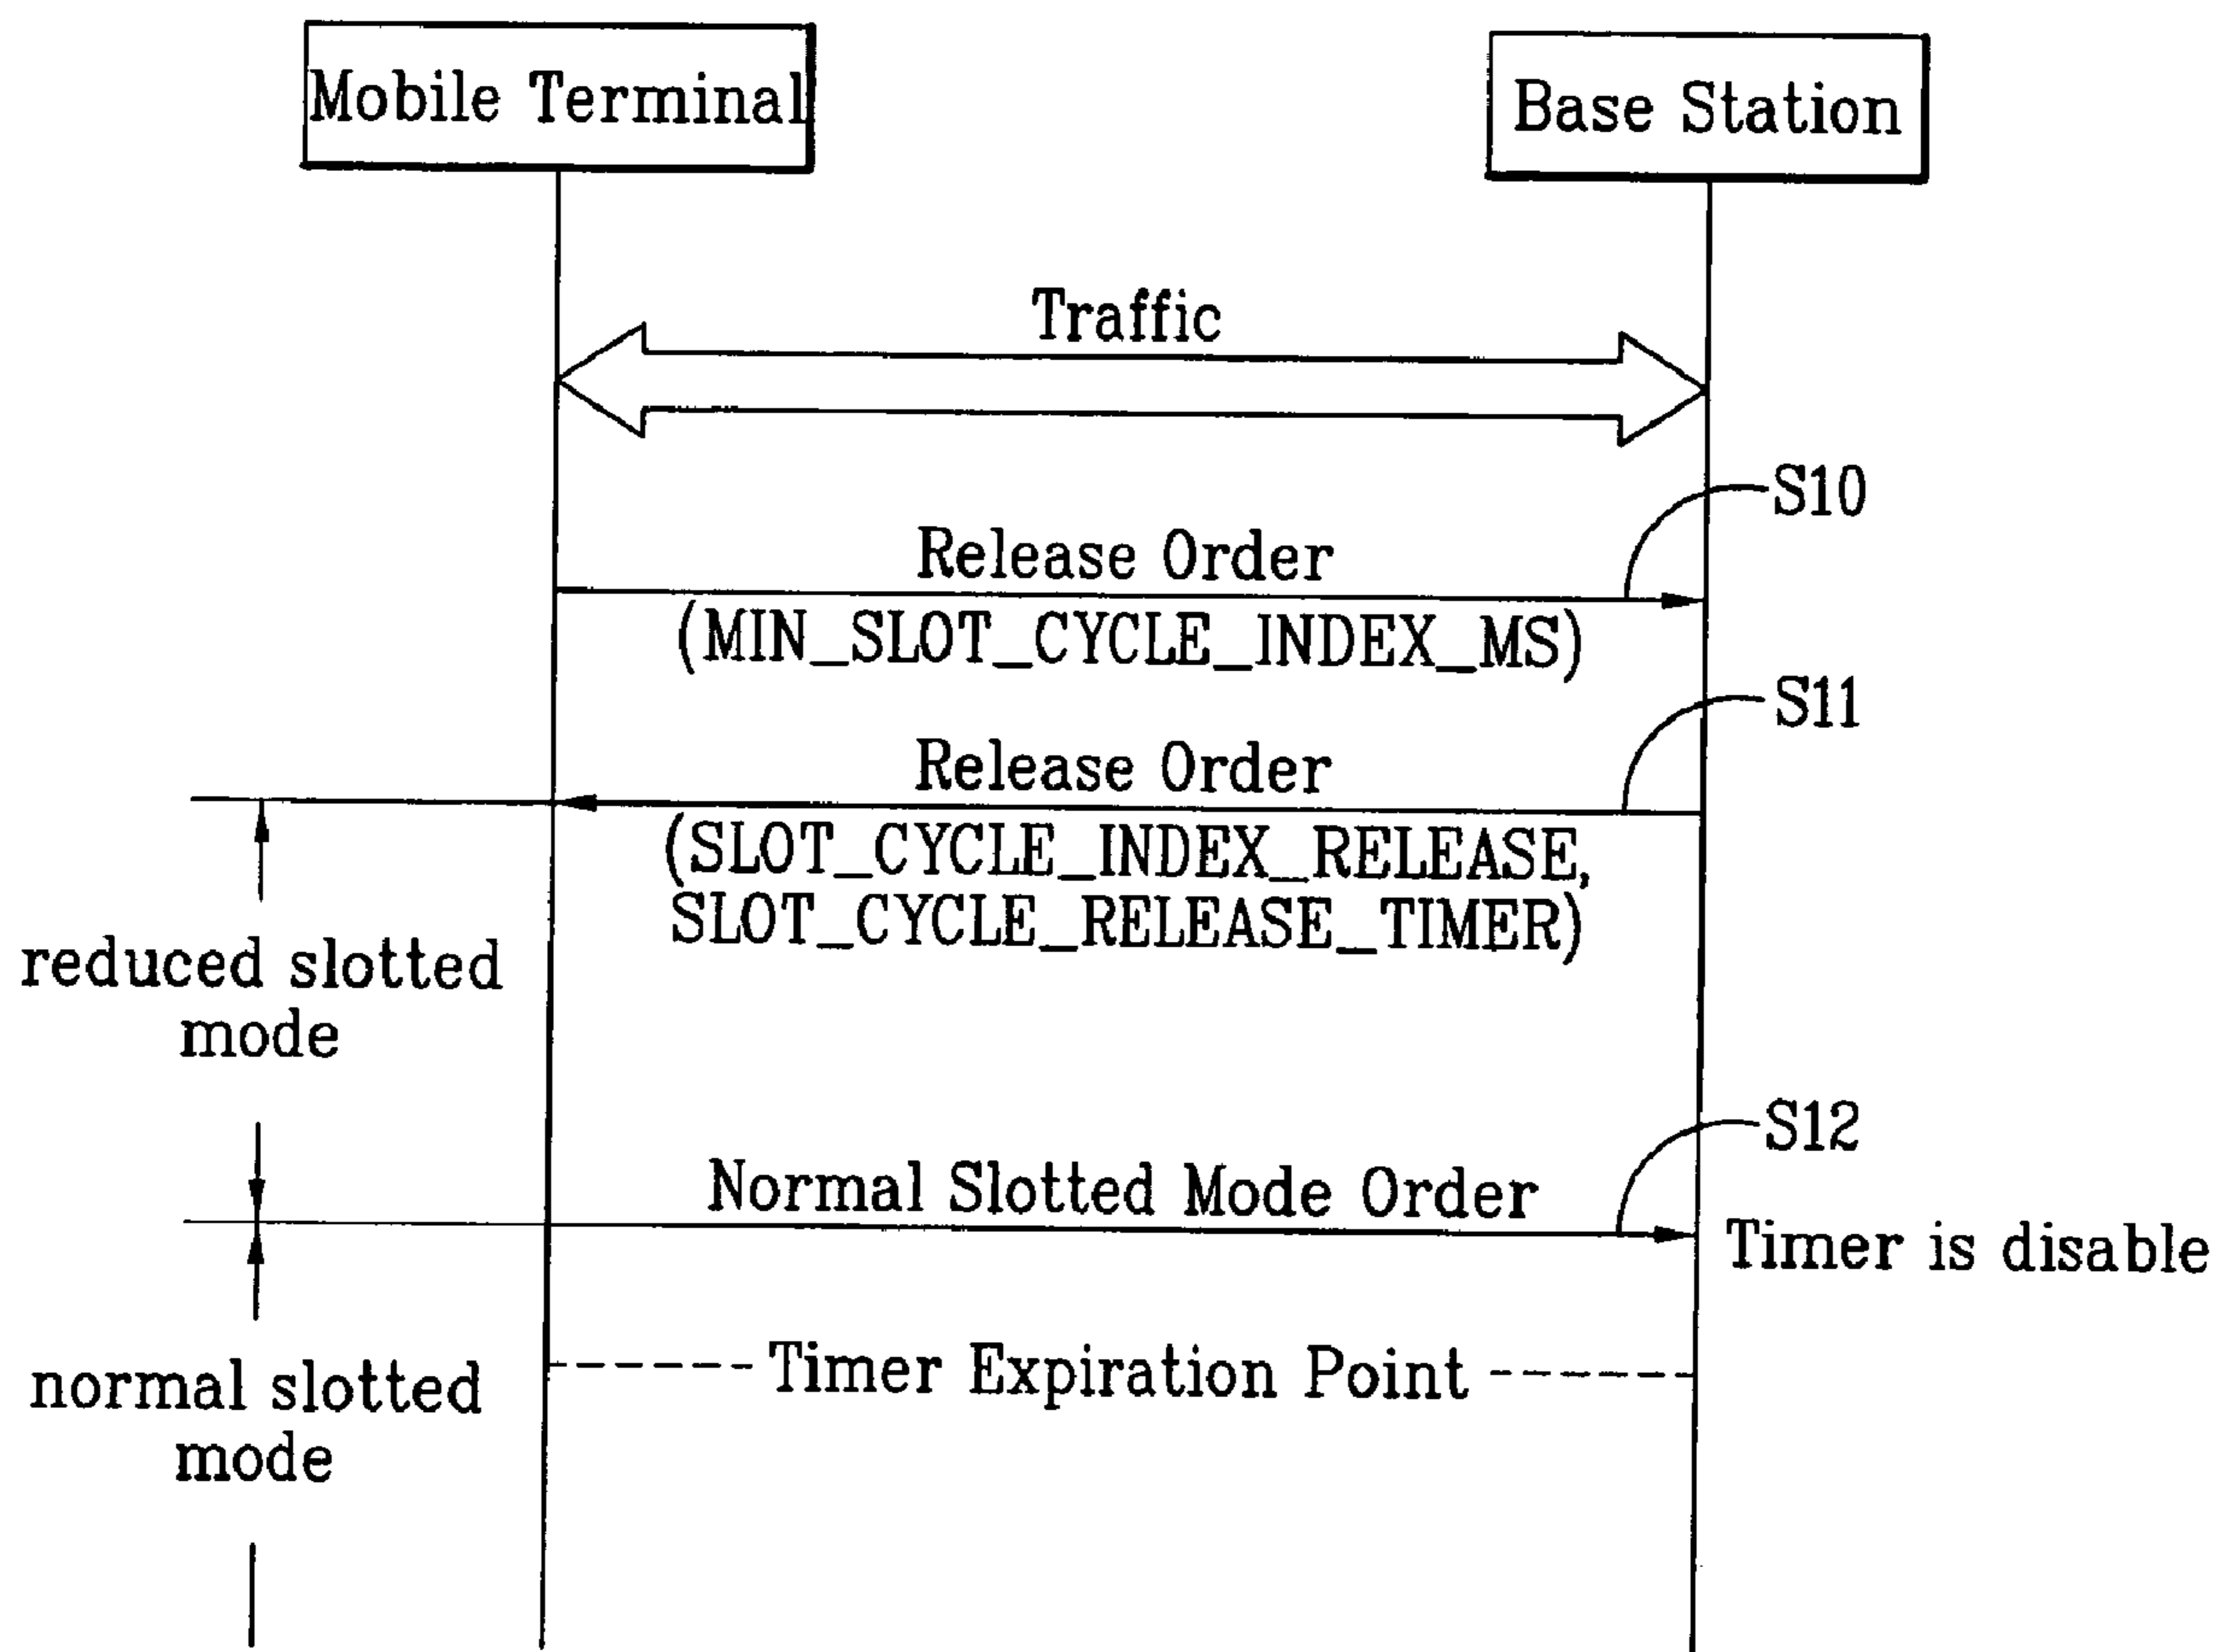 Mobile Terminal
Base Station
Traffic
S10
Release Order
(MIN_SLOT_CYCLE_INDEX_MS)
S11
Release Order
(SLOT_CYCLE_INDEX_RELEASE,
SLOT_CYCLE_RELEASE_TIMER)
reduced slotted
mode
S12
Normal Slotted Mode Order
Timer is disable
Timer Expiration Point
normal slotted
mode